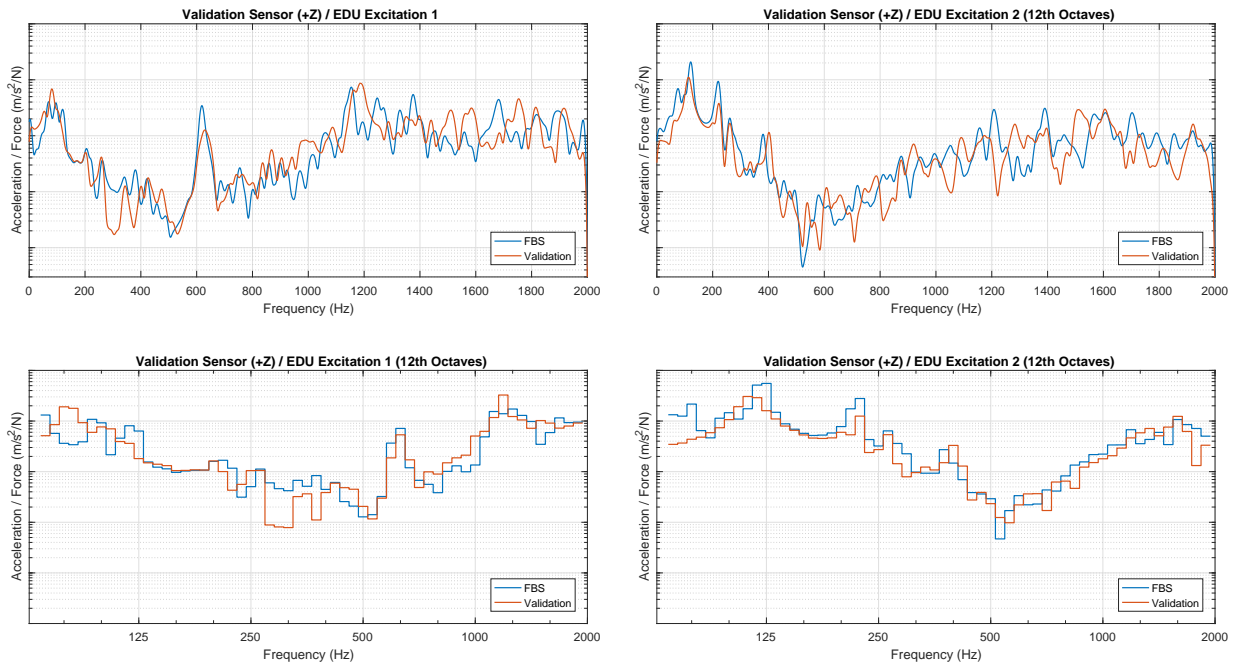 Validation Sensor (+Z) / EDU Excitation 1
Acceleration / Force (m/s²/N)
FBS
Validation
0 200 400 600 800 1000 1200 1400 1600 1800 2000
Frequency (Hz)
Validation Sensor (+Z) / EDU Excitation 2 (12th Octaves)
Acceleration / Force (m/s²/N)
FBS
Validation
0 200 400 600 800 1000 1200 1400 1600 1800 2000
Frequency (Hz)
Validation Sensor (+Z) / EDU Excitation 1 (12th Octaves)
Acceleration / Force (m/s²/N)
FBS
Validation
125 250 500 1000 2000
Frequency (Hz)
Validation Sensor (+Z) / EDU Excitation 2 (12th Octaves)
Acceleration / Force (m/s²/N)
FBS
Validation
125 250 500 1000 2000
Frequency (Hz)